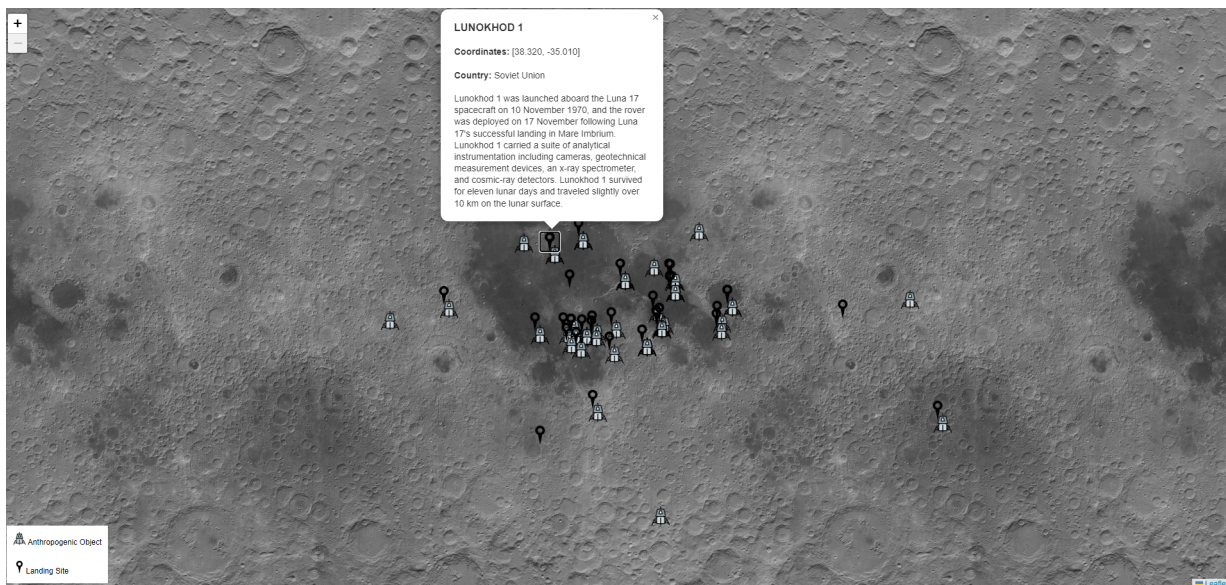 +
−
×
LUNOKHOD 1
Coordinates: [38.320, -35.010]
Country: Soviet Union
Lunokhod 1 was launched aboard the Luna 17
spacecraft on 10 November 1970, and the rover
was deployed on 17 November following Luna
17's successful landing in Mare Imbrium.
Lunokhod 1 carried a suite of analytical
instrumentation including cameras, geotechnical
measurement devices, an x-ray spectrometer,
and cosmic-ray detectors. Lunokhod 1 survived
for eleven lunar days and traveled slightly over
10 km on the lunar surface.
Anthropogenic Object
Landing Site